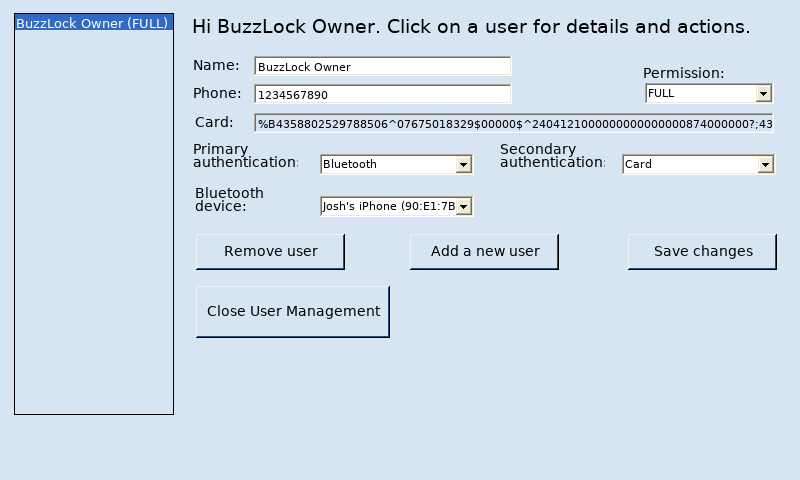 BuzzLock Owner (FULL)
Hi BuzzLock Owner. Click on a user for details and actions.
Name:
BuzzLock Owner
Permission:
Phone:
1234567890
FULL
Card:
%B4358802529788506^07675018329$00000$^24041210000000000000000874000000?;43
Primary
authentication:
Bluetooth
Secondary
authentication:
Card
Bluetooth
device:
Josh's iPhone (90:E1:7B
Remove user
Add a new user
Save changes
Close User Management